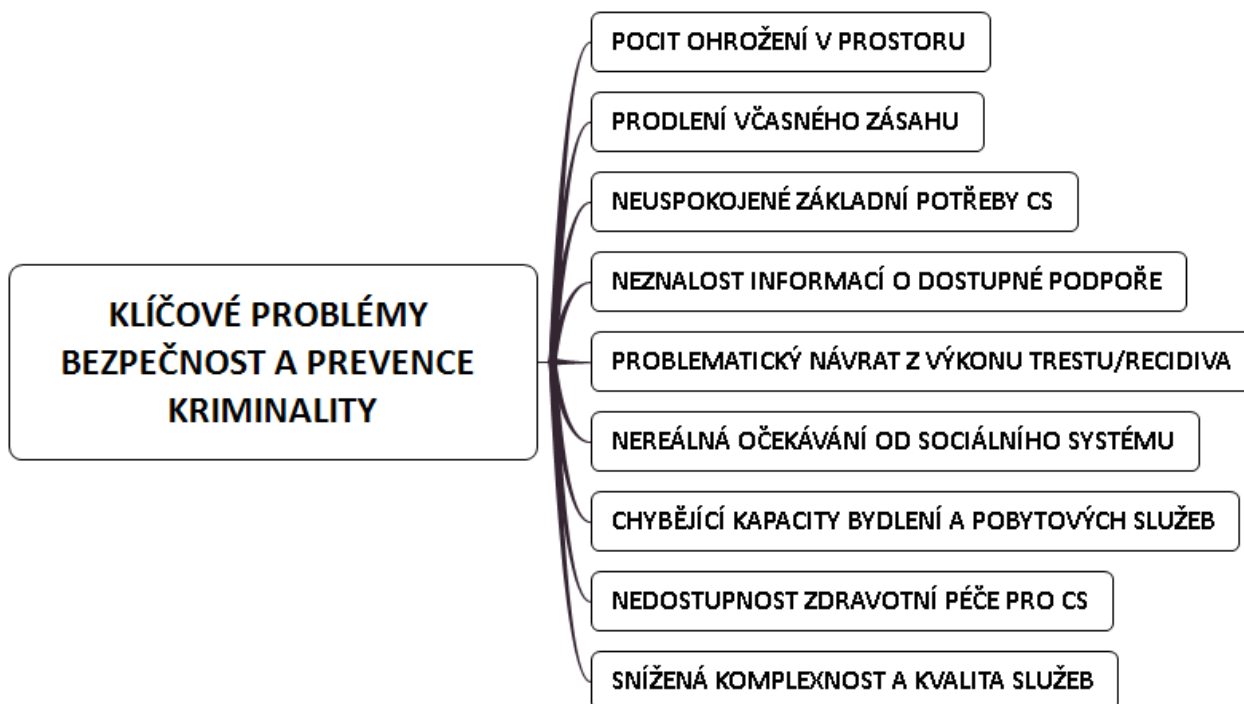 KLÍČOVÉ PROBLÉMY
BEZPEČNOST A PREVENCE
KRIMINALITY
POCIT OHROŽENÍ V PROSTORU
PRODLENÍ VČASNÉHO ZÁSAHU
NEUSPOKOJENÉ ZÁKLADNÍ POTŘEBY CS
NEZNALOST INFORMACÍ O DOSTUPNÉ PODPOŘE
PROBLEMATICKÝ NÁVRAT Z VÝKONU TRESTU/RECIDIVA
NEREÁLNÁ OČEKÁVÁNÍ OD SOCIÁLNÍHO SYSTÉMU
CHYBĚJÍCÍ KAPACITY BYDLENÍ A POBYTOVÝCH SLUŽEB
NEDOSTUPNOST ZDRAVOTNÍ PÉČE PRO CS
SNÍŽENÁ KOMPLEXNOST A KVALITA SLUŽEB